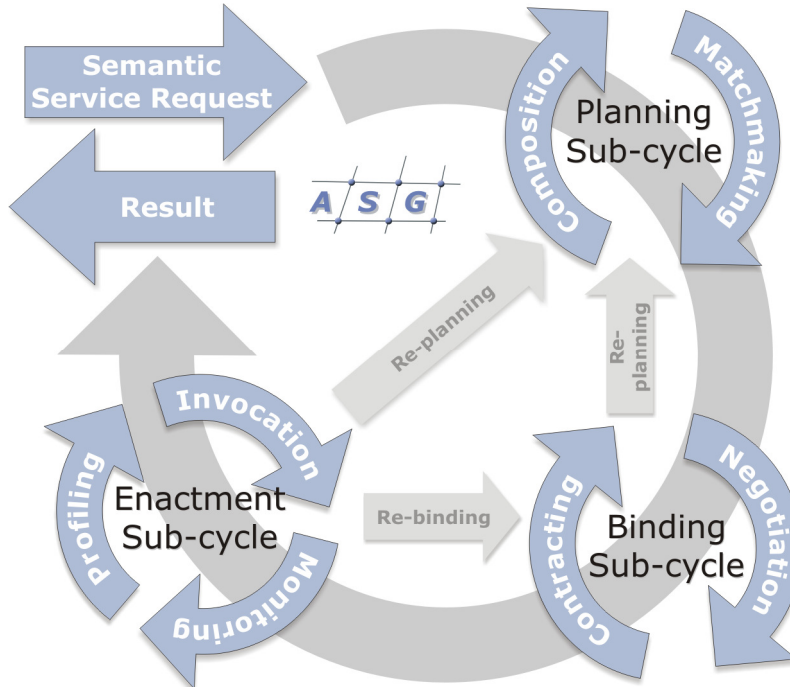 Semantic
Service Request
Result
A S G
Composition
Matchmaking
Planning
Sub-cycle
Re-planning
Re-
planning
Invocation
Profiling
Enactment
Sub-cycle
Monitoring
Re-binding
Contracting
Negotiation
Binding
Sub-cycle